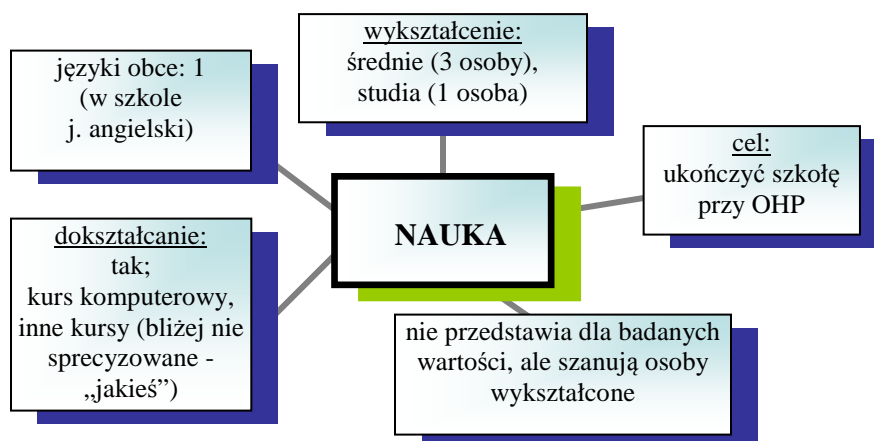 wykształcenie:
średnie (3 osoby),
studia (1 osoba)
języki obce: 1
(w szkole
j. angielski)
cel:
ukończyć szkołę
przy OHP
NAUKA
dokształcanie:
tak;
kurs komputerowy,
inne kursy (bliżej nie
sprecyzowane -
„jakieś”)
nie przedstawia dla badanych
wartości, ale szanują osoby
wykształcone